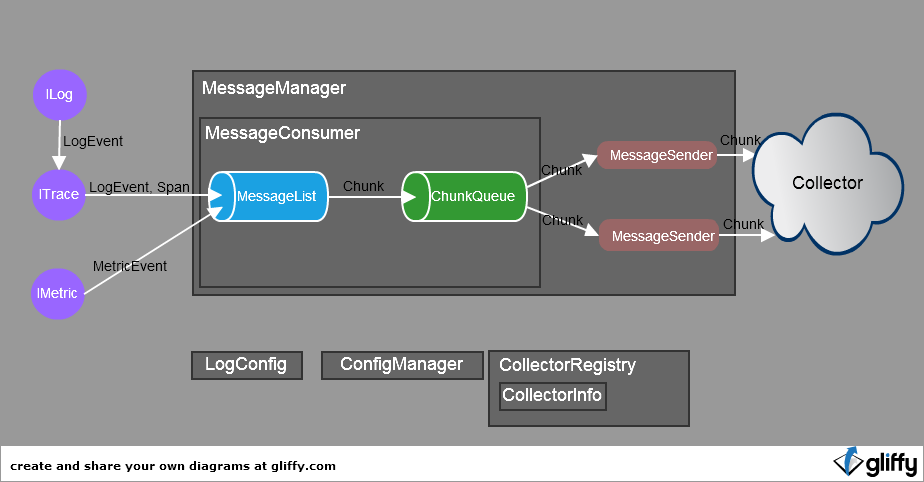 MessageManager
ILog
MessageConsumer
LogEvent
Chunk
MessageSender
Chunk
ITrace
LogEvent, Span
MessageList
Chunk
ChunkQueue
Collector
Chunk
MessageSender
Chunk
MetricEvent
IMetric
LogConfig
ConfigManager
CollectorRegistry
CollectorInfo
create and share your own diagrams at gliffy.com
gliffy